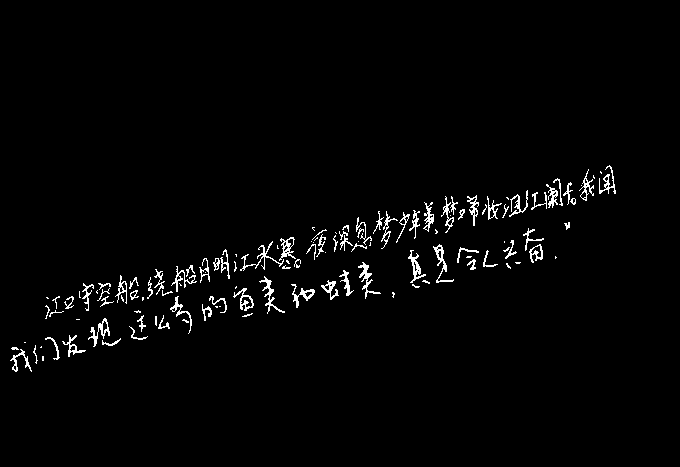 江口守空船,绕船月明江水寒。夜深忽梦少年事,梦啼妆泪红阑干。我闻
我们发现这么多的鱼类和蛙类,真是令人兴奋."